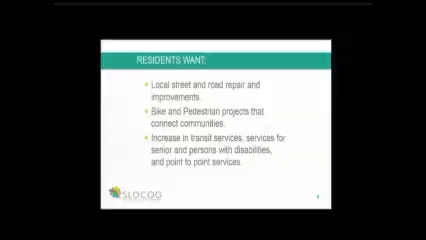 RESIDENTS WANT:
Local street and road repair and
improvements.
Bike and Pedestrian projects that
connect communities.
Increase in transit services, services for
senior and persons with disabilities,
and point to point services.
SLOCOG